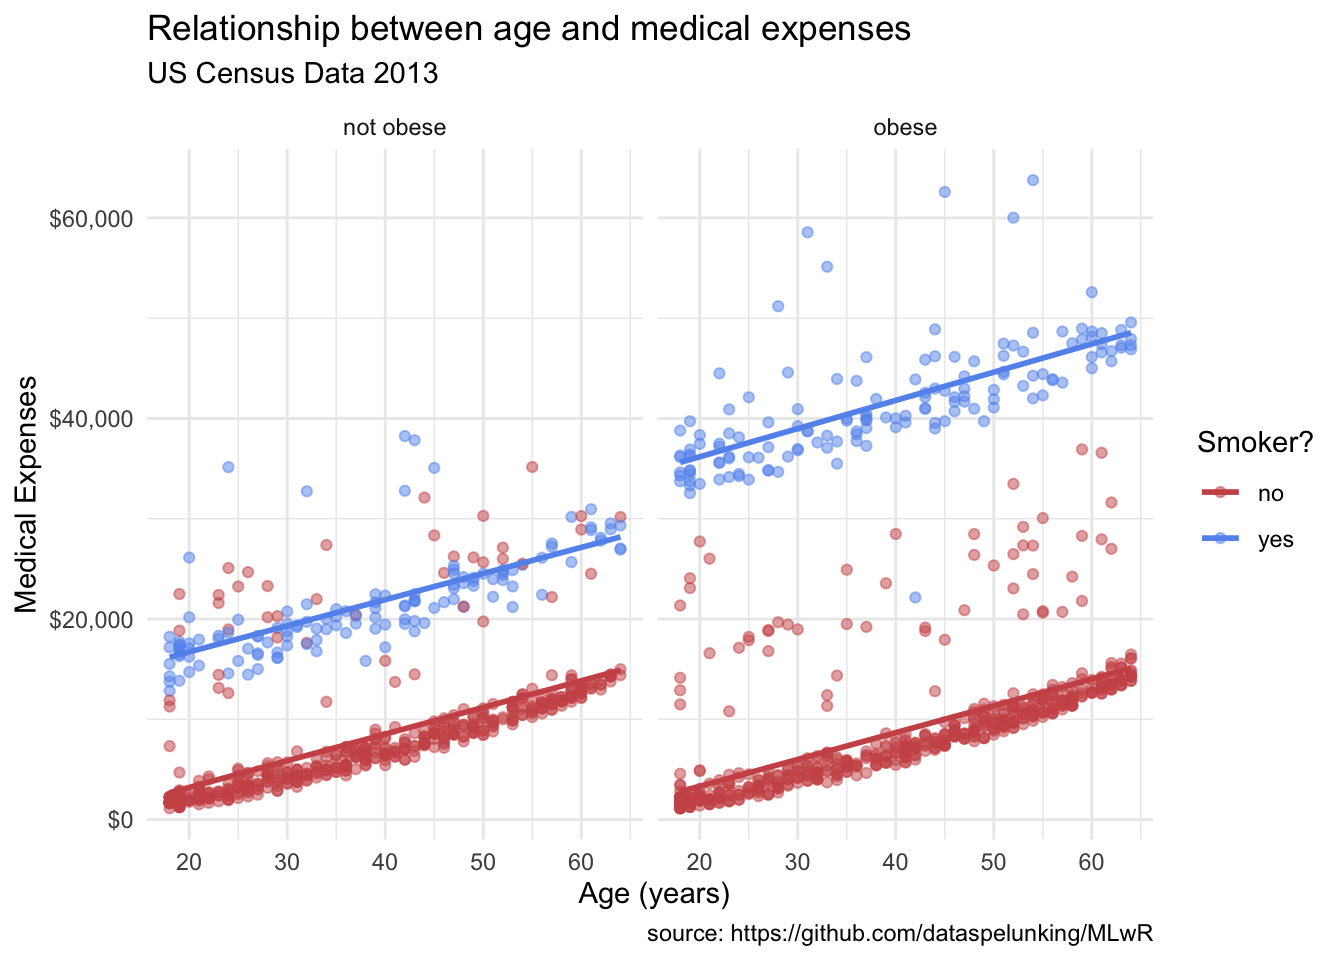 Relationship between age and medical expenses
US Census Data 2013
not obese
obese
$60,000
$40,000
$20,000
$0
Medical Expenses
20 30 40 50 60
20 30 40 50 60
Age (years)
Smoker?
no
yes
source: https://github.com/dataspelunking/MLwR